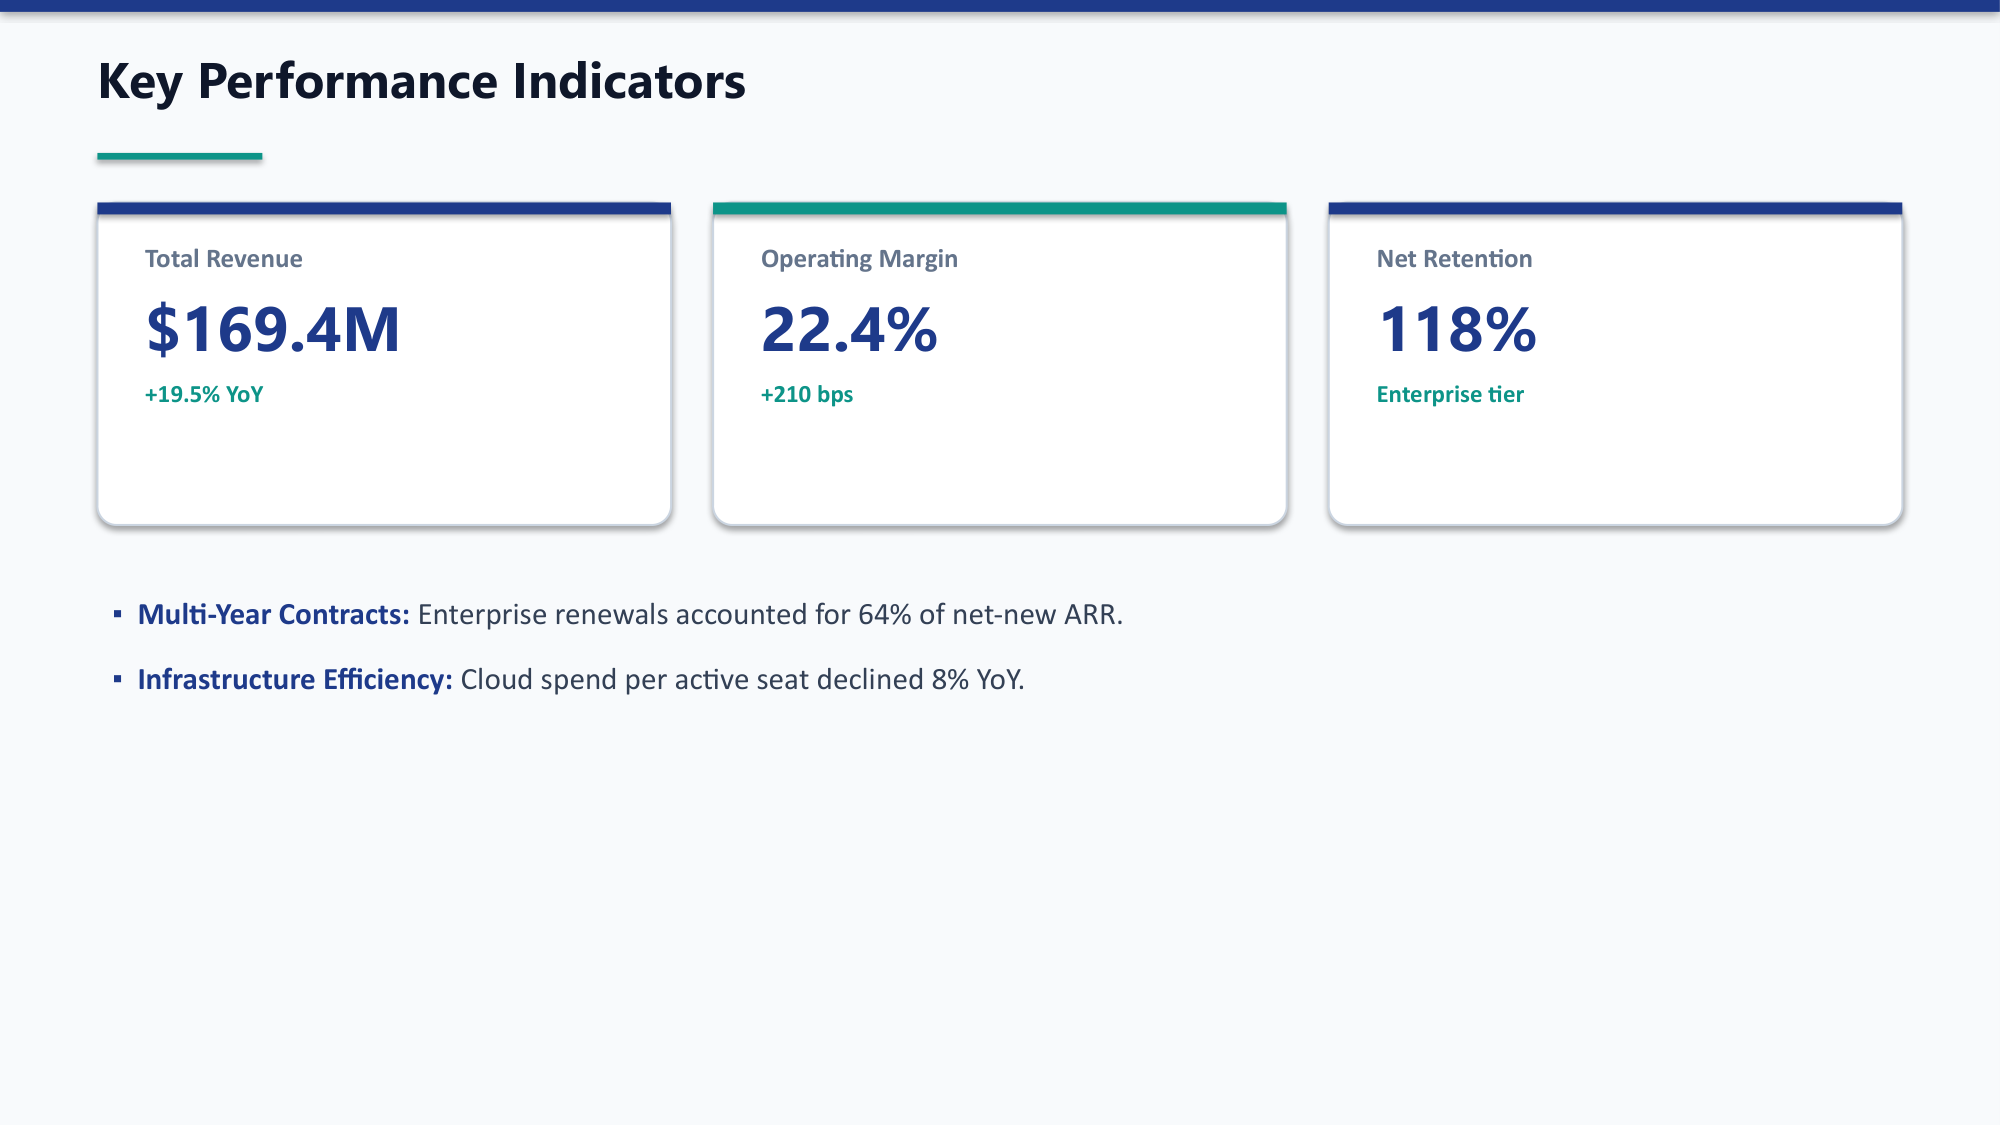 Key Performance Indicators
Total Revenue
$169.4M
+19.5% YoY
Operating Margin
22.4%
+210 bps
Net Retention
118%
Enterprise tier
▪ Multi-Year Contracts: Enterprise renewals accounted for 64% of net-new ARR.
▪ Infrastructure Efficiency: Cloud spend per active seat declined 8% YoY.